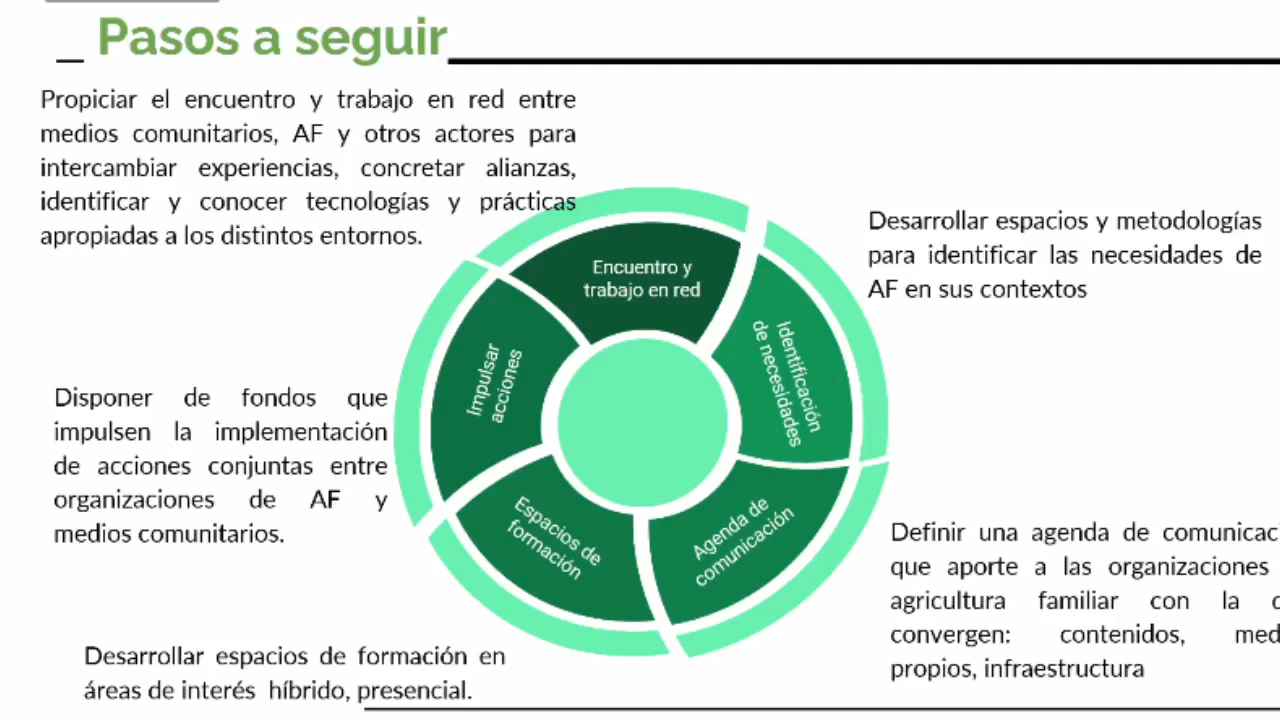 _ Pasos a seguir
Propiciar el encuentro y trabajo en red entre
medios comunitarios, AF y otros actores para
intercambiar experiencias, concretar alianzas,
identificar y conocer tecnologías y prácticas
apropiadas a los distintos entornos.
Desarrollar espacios y metodologías
para identificar las necesidades de
AF en sus contextos
Encuentro y
trabajo en red
Identificación
de necesidades
Impulsar
acciones
Disponer de fondos que
impulsen la implementación
de acciones conjuntas entre
organizaciones de AF y
medios comunitarios.
Espacios de
formación
Agenda de
comunicación
Definir una agenda de
que aporte a las organizaciones
agricultura familiar con la
convergen: contenidos,
propios, infraestructura
Desarrollar espacios de formación en
áreas de interés híbrido, presencial.